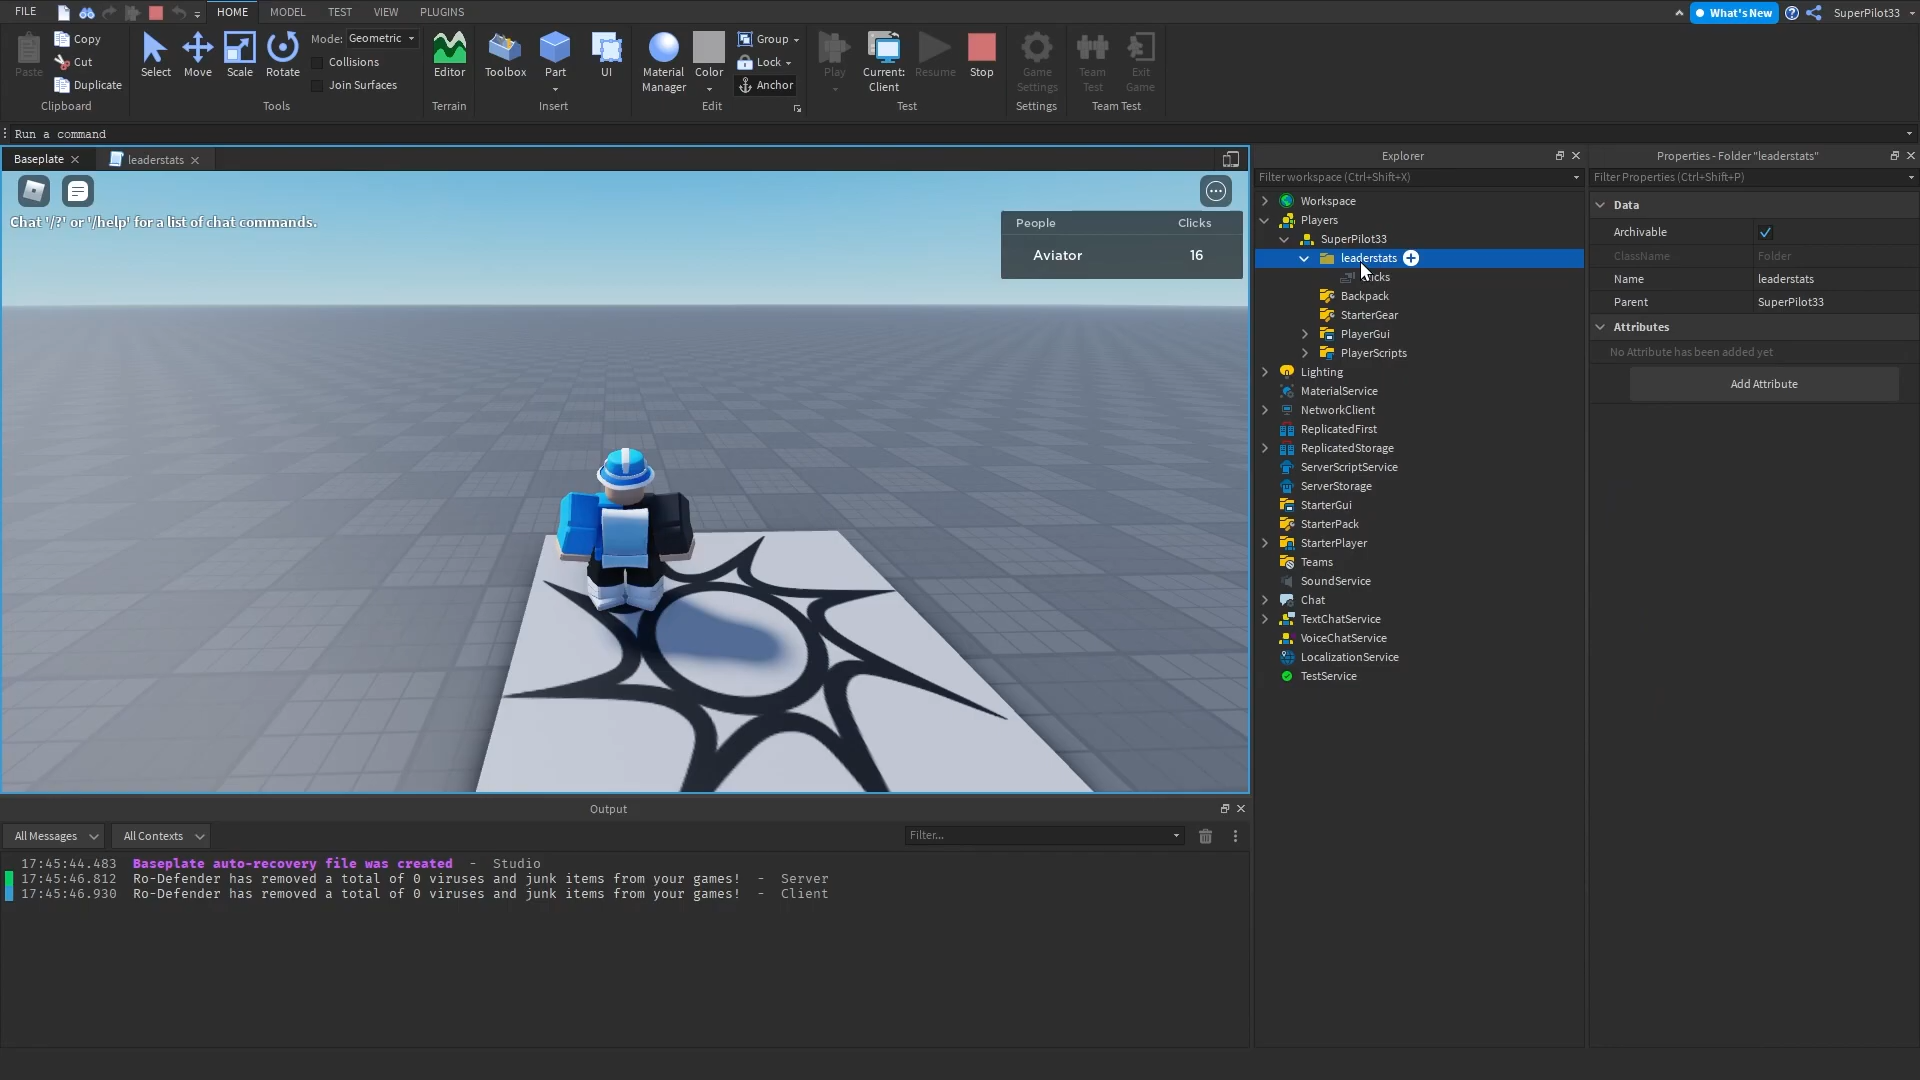 FILE
HOME
MODEL
TEST
VIEW
PLUGINS
What's New
SuperPilot33
Paste
Copy
Cut
Duplicate
Clipboard
Select
Move
Scale
Rotate
Mode: Geometric
Collisions
Join Surfaces
Tools
Editor
Terrain
Toolbox
Part
UI
Insert
Material
Manager
Color
Group
Lock
Anchor
Edit
Play
Current:
Client
Resume
Stop
Test
Game
Settings
Settings
Team
Test
Exit
Game
Team Test
Run a command
Baseplate
leaderstats
Chat '/?' or '/help' for a list of chat commands.
People Clicks
Aviator 16
Explorer
Filter workspace (Ctrl+Shift+X)
Workspace
Players
SuperPilot33
leaderstats
Backpack
StarterGear
PlayerGui
PlayerScripts
Lighting
MaterialService
NetworkClient
ReplicatedFirst
ReplicatedStorage
ServerScriptService
ServerStorage
StarterGui
StarterPack
StarterPlayer
Teams
SoundService
Chat
TextChatService
VoiceChatService
LocalizationService
TestService
Properties - Folder "leaderstats"
Filter Properties (Ctrl+Shift+P)
Data
Archivable
ClassName Folder
Name leaderstats
Parent SuperPilot33
Attributes
No Attribute has been added yet
Add Attribute
Output
All Messages
All Contexts
Filter...
17:45:44.483 Baseplate auto-recovery file was created - Studio
17:45:46.812 Ro-Defender has removed a total of 0 viruses and junk items from your games! - Server
17:45:46.930 Ro-Defender has removed a total of 0 viruses and junk items from your games! - Client